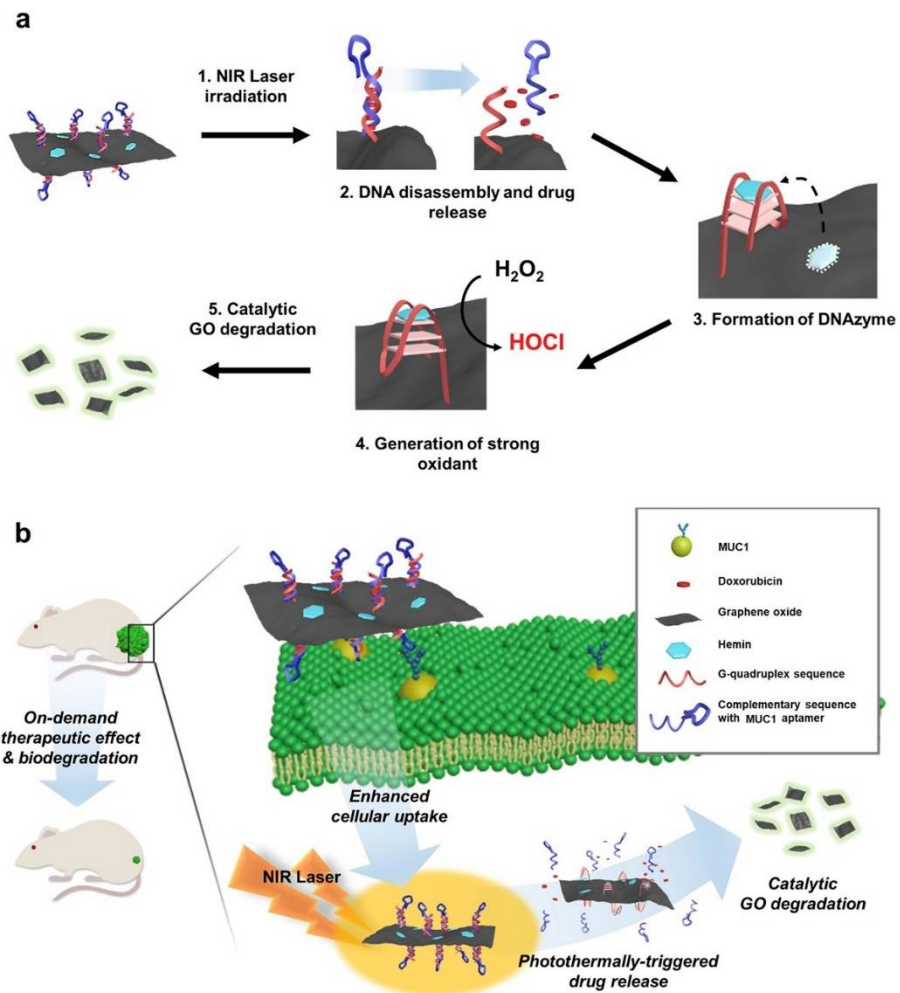 a
1. NIR Laser
irradiation
2. DNA disassembly and drug
release
3. Formation of DNAzyme
H₂O₂
HOCl
4. Generation of strong
oxidant
5. Catalytic
GO degradation
b
On-demand
therapeutic effect
& biodegradation
MUC1
Doxorubicin
Graphene oxide
Hemin
G-quadruplex sequence
Complementary sequence
with MUC1 aptamer
Enhanced
cellular uptake
NIR Laser
Photothermally-triggered
drug release
Catalytic
GO degradation